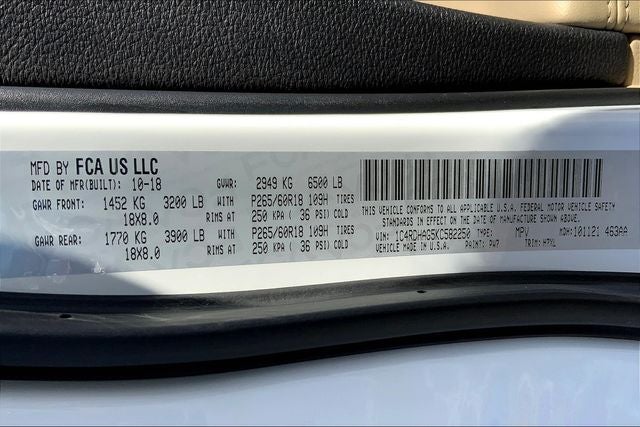 MFD BY FCA US LLC
DATE OF MFR(BUILT): 10-18 GVWR: 2949 KG 6500 LB
GAWR FRONT: 1452 KG 3200 LB WITH P265/60R18 109H TIRES
18X8.0 RIMS AT 250 KPA ( 36 PSI) COLD
GAWR REAR: 1770 KG 3900 LB WITH P265/60R18 109H TIRES
18X8.0 RIMS AT 250 KPA ( 36 PSI) COLD
THIS VEHICLE CONFORMS TO ALL APPLICABLE U.S.A. FEDERAL MOTOR VEHICLE SAFETY
STANDARDS IN EFFECT ON THE DATE OF MANUFACTURE SHOWN ABOVE.
VIN: 1C4RDHAG5KC582250 TYPE: MPV MDH: 101121 463AA
VEHICLE MADE IN U.S.A. PAINT: PW7 TRIM: H7XL